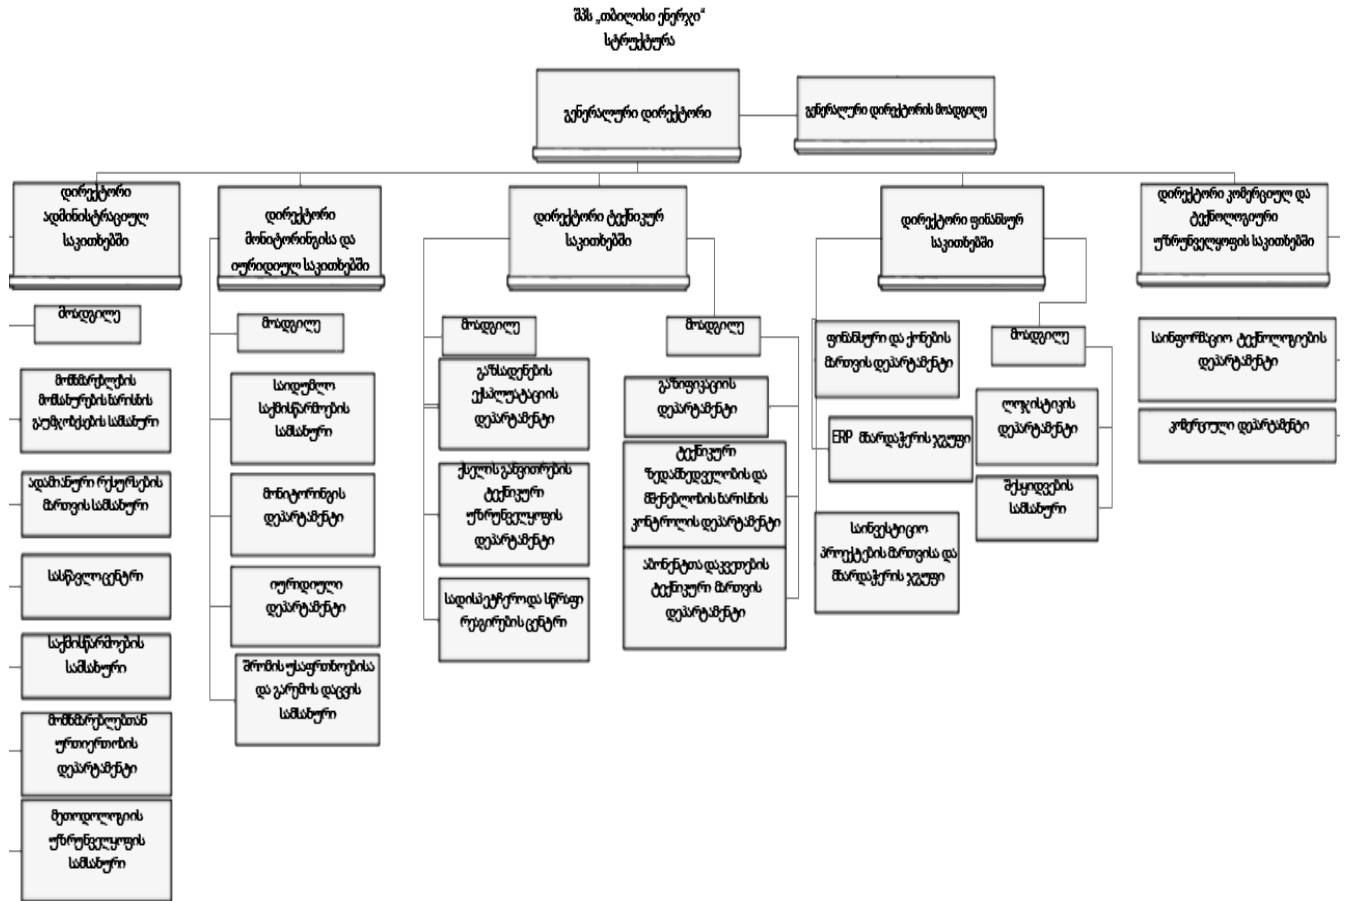 შპს „თბილისი ენერჯი“
სტრუქტურა
გენერალური დირექტორი
გენერალური დირექტორის მოადგილე
დირექტორი
ადმინისტრაციულ
საკითხებში
მოადგილე
მომხმარებლების
მომსახურების ხარისხის
გაუმჯობესების სამსახური
ადამიანური რესურსების
მართვის სამსახური
სასწავლო ცენტრი
საქმისწარმოების
სამსახური
მომხმარებლებთან
ურთიერთობის
დეპარტამენტი
მეთოდოლოგიის
უზრუნველყოფის
სამსახური
დირექტორი
მონიტორინგისა და
იურიდიულ საკითხებში
მოადგილე
საიდუმლო
საქმისწარმოების
სამსახური
მონიტორინგის
დეპარტამენტი
იურიდიული
დეპარტამენტი
შრომის უსაფრთხოებისა
და გარემოს დაცვის
სამსახური
დირექტორი ტექნიკურ
საკითხებში
მოადგილე
გაზსადენების
ექსპლუატაციის
დეპარტამენტი
ქსელის განვითრების
ტექნიკური
უზრუნველყოფის
დეპარტამენტი
სადისპეტჩერო და სწრაფი
რეაგირების ცენტრი
მოადგილე
გაზიფიკაციის
დეპარტამენტი
ტექნიკური
ზედამხედველობის და
მშენებლობის ხარისხის
კონტროლის დეპარტამენტი
აბონენტთა დაკვეთების
ტექნიკური მართვის
დეპარტამენტი
დირექტორი ფინანსურ
საკითხებში
ფინანსური და ქონების
მართვის დეპარტამენტი
ERP მხარდაჭერის ჯგუფი
საინვესტიციო
პროექტების მართვისა და
მხარდაჭერის ჯგუფი
მოადგილე
ლოჯისტიკის
დეპარტამენტი
შესყიდვების
სამსახური
დირექტორი კომერციულ და
ტექნოლოგიური
უზრუნველყოფის საკითხებში
საინფორმაციო ტექნოლოგიების
დეპარტამენტი
კომერციული დეპარტამენტი